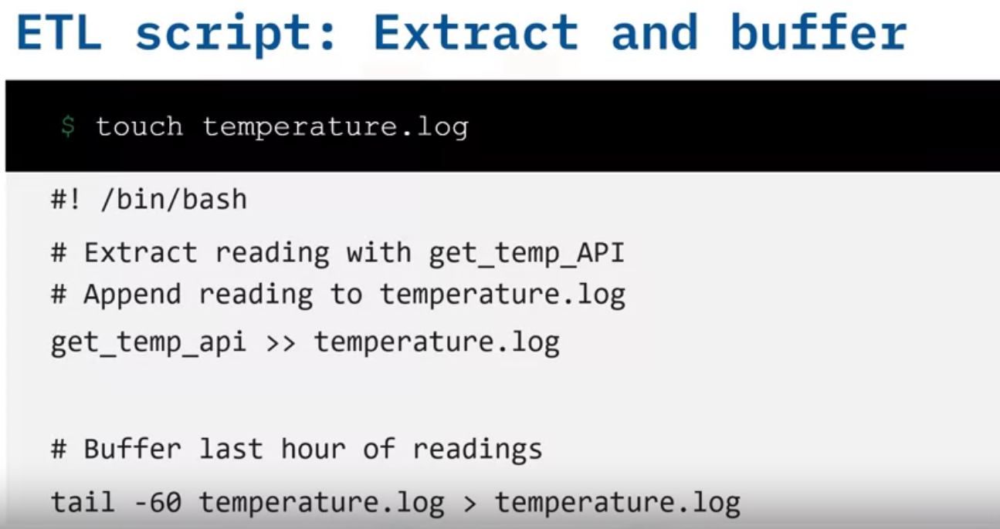 ETL script: Extract and buffer
$ touch temperature.log
#! /bin/bash
# Extract reading with get_temp_API
# Append reading to temperature.log
get_temp_api >> temperature.log
# Buffer last hour of readings
tail -60 temperature.log > temperature.log